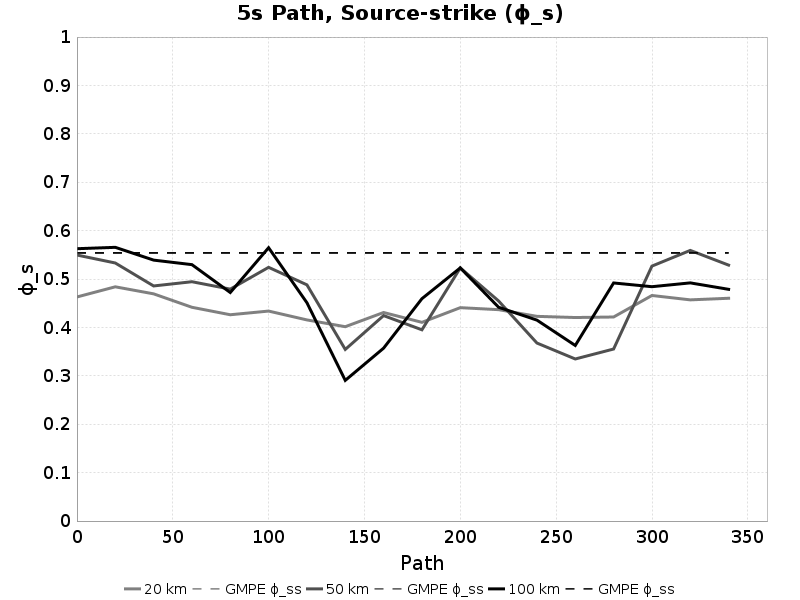 5s Path, Source-strike (ϕ_s)
1
0.9
0.8
0.7
0.6
0.5
0.4
0.3
0.2
0.1
0
ϕ_s
0 50 100 150 200 250 300 350
Path
20 km GMPE ϕ_ss 50 km GMPE ϕ_ss 100 km GMPE ϕ_ss